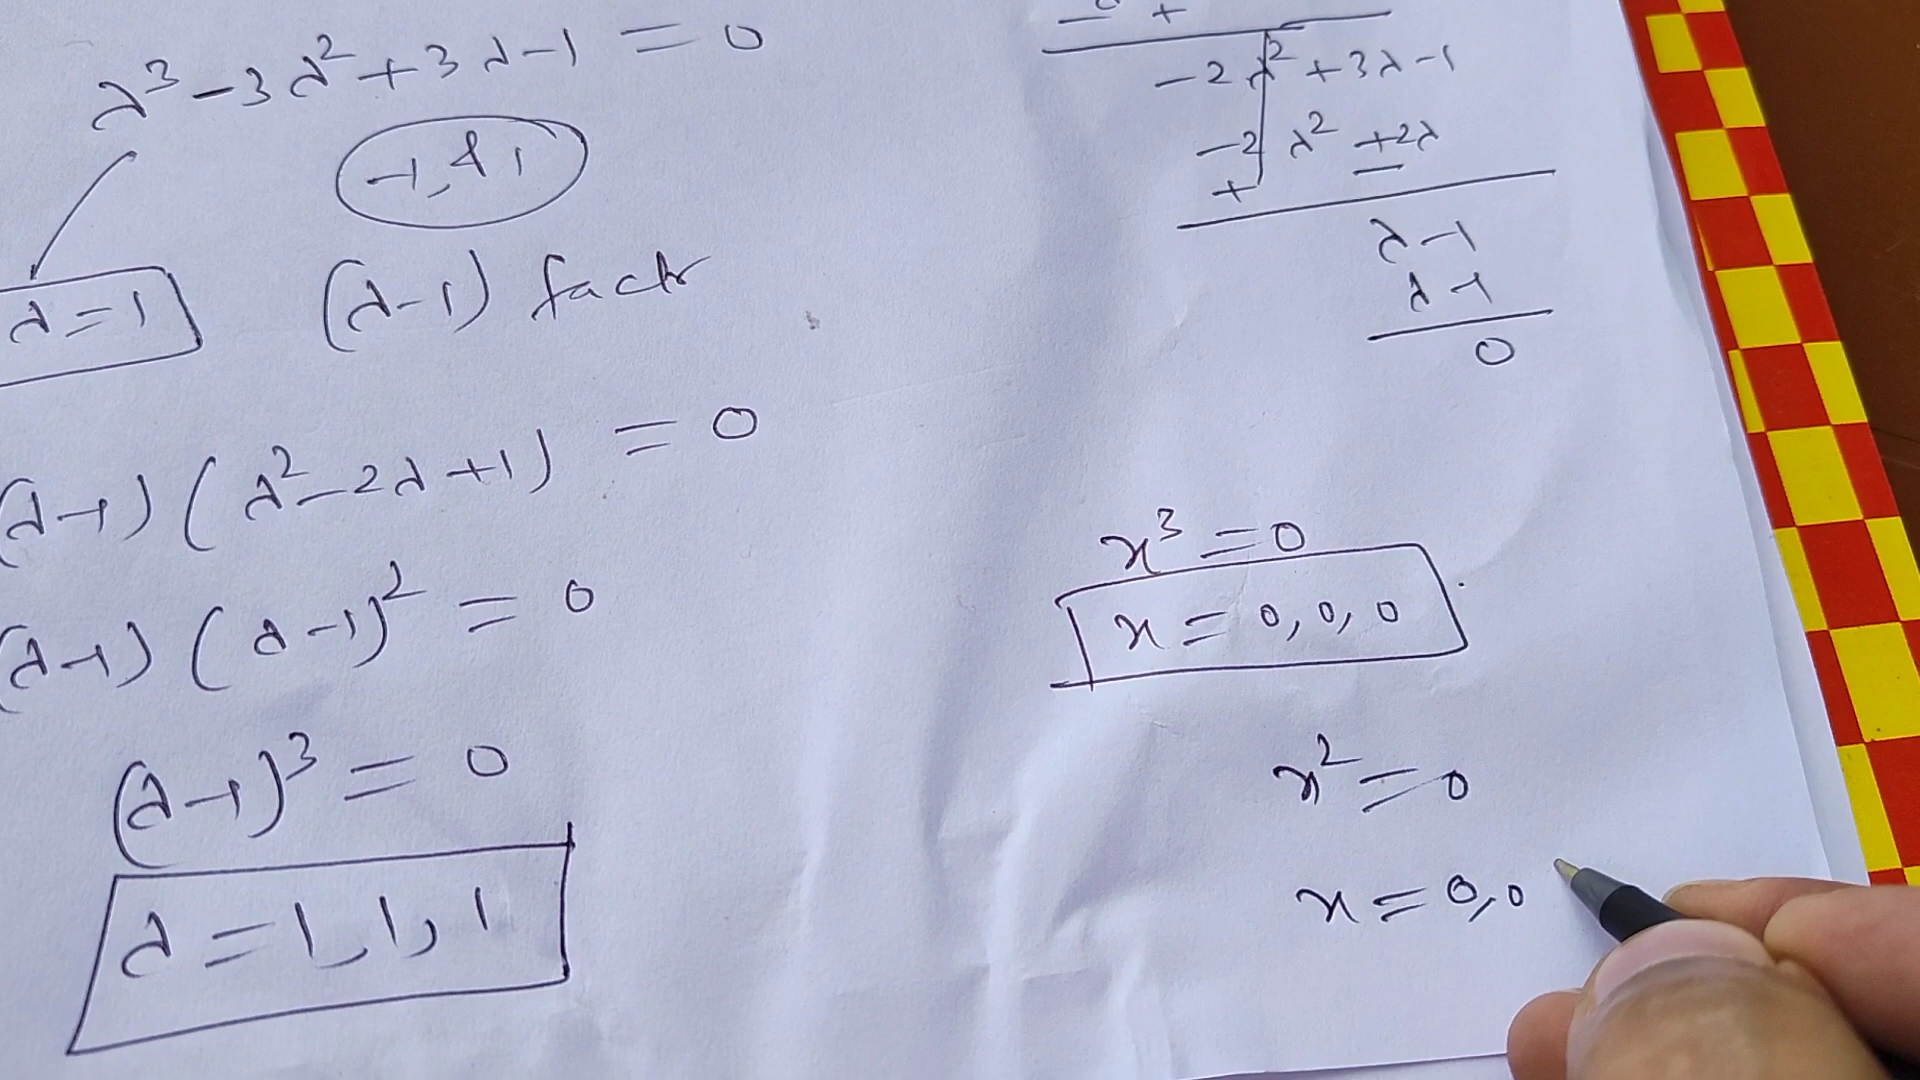 λ³ - 3λ² + 3λ - 1 = 0
-1, & 1
λ = 1
(λ-1) factr
(λ-1) (λ² - 2λ + 1) = 0
(λ-1) (λ-1)² = 0
(λ-1)³ = 0
λ = 1, 1, 1
-2λ² + 3λ - 1
-2λ² + 2λ
+ -
λ - 1
λ - 1
0
x³ = 0
x = 0, 0, 0
x² = 0
x = 0, 0